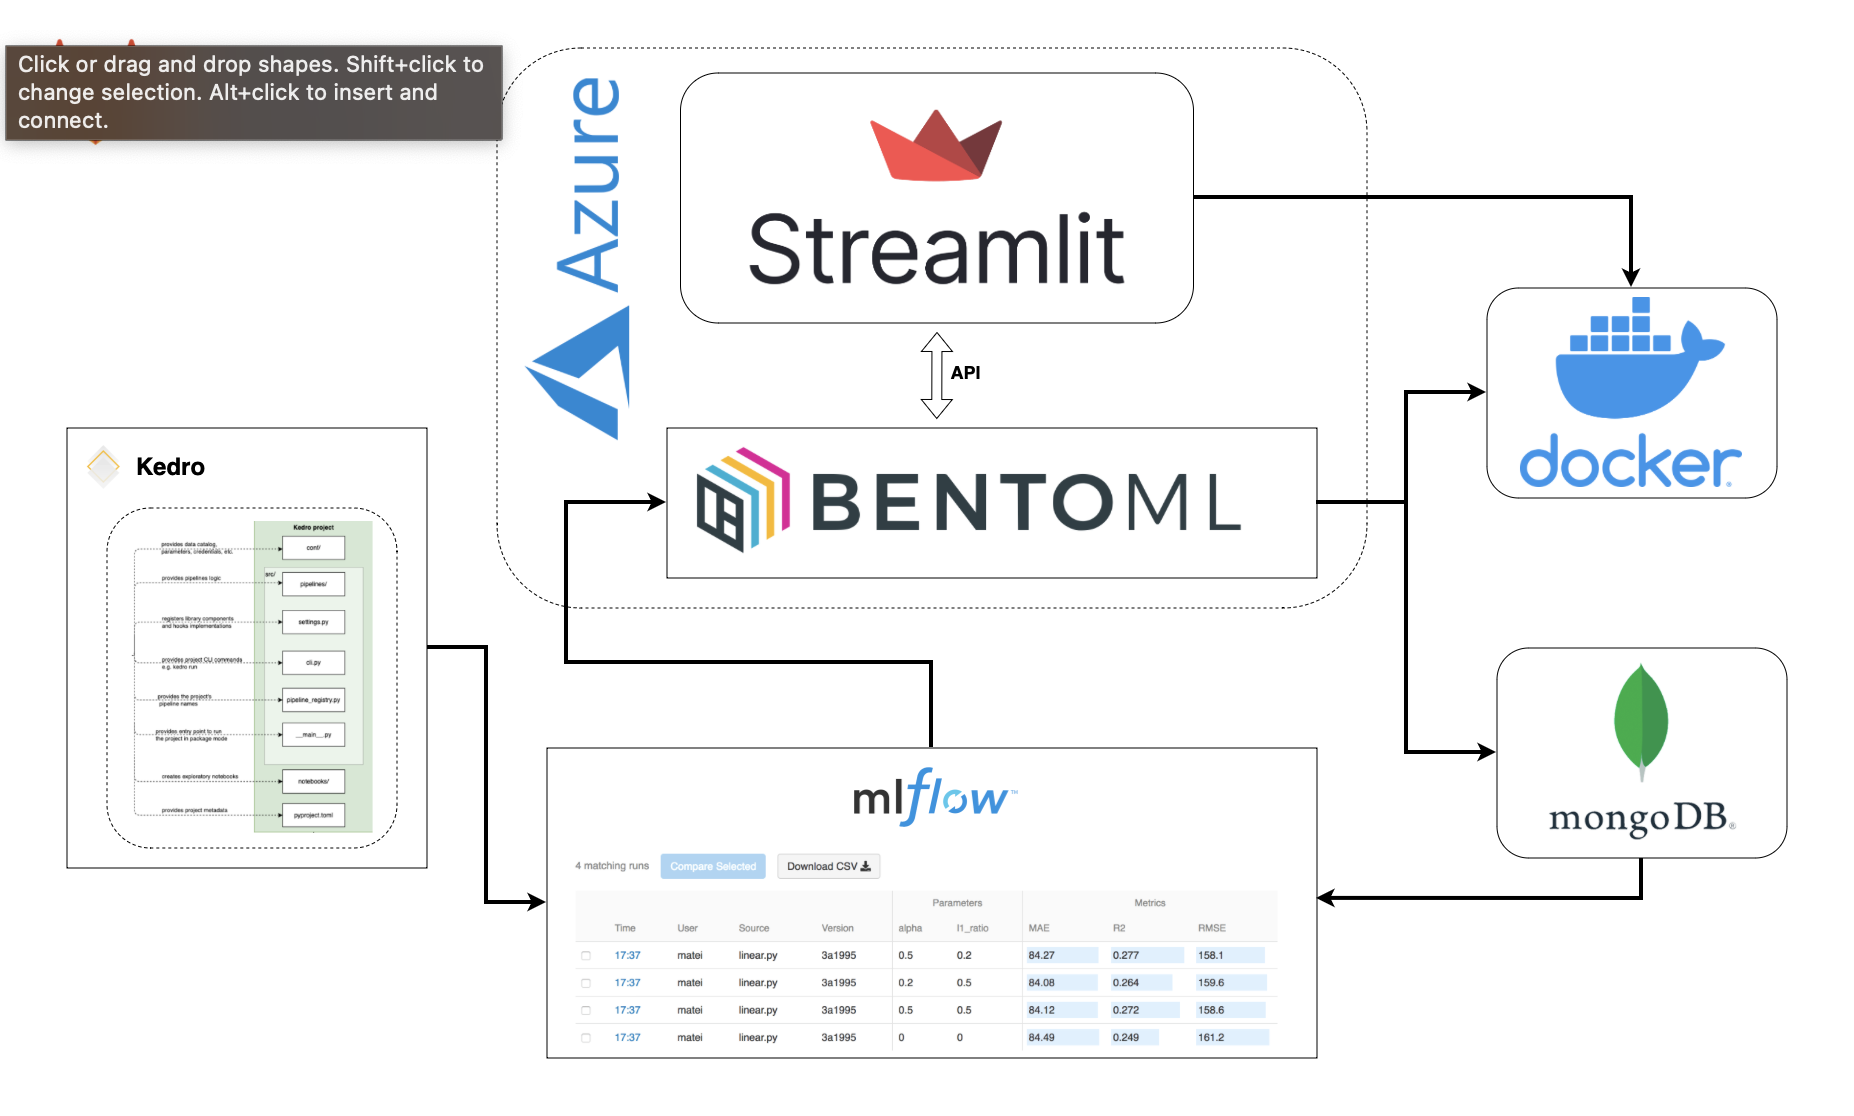 Click or drag and drop shapes. Shift+click to
change selection. Alt+click to insert and
connect.
Azure
Streamlit
API
BENTOML
docker
Kedro
Kedro project
provides data catalog,
parameters, credentials, etc.
conf/
src/
provides pipelines logic
pipelines/
registers library components
and hooks implementations
settings.py
provides project CLI commands
e.g. kedro run
cli.py
provides the project's
pipeline names
pipeline_registry.py
provides entry point to run
the project in package mode
__main__.py
creates exploratory notebooks
notebooks/
provides project metadata
pyproject.toml
mongoDB®
mlflow™
4 matching runs Compare Selected Download CSV
Parameters Metrics
Time User Source Version alpha l1_ratio MAE R2 RMSE
17:37 matei linear.py 3a1995 0.5 0.2 84.27 0.277 158.1
17:37 matei linear.py 3a1995 0.2 0.5 84.08 0.264 159.6
17:37 matei linear.py 3a1995 0.5 0.5 84.12 0.272 158.6
17:37 matei linear.py 3a1995 0 0 84.49 0.249 161.2